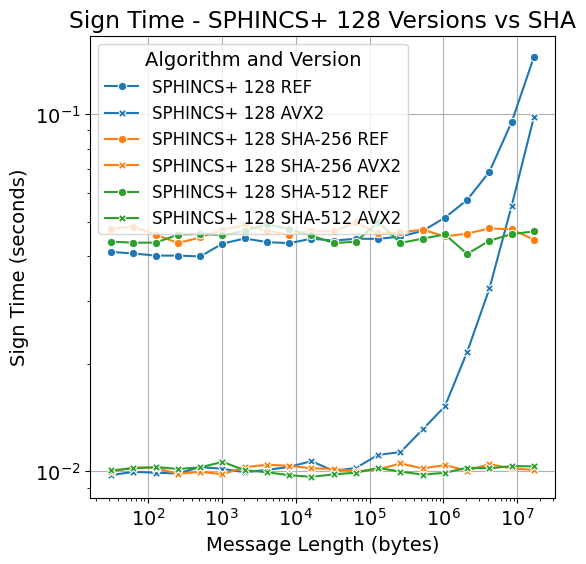 Sign Time - SPHINCS+ 128 Versions vs SHA
Algorithm and Version
SPHINCS+ 128 REF
SPHINCS+ 128 AVX2
SPHINCS+ 128 SHA-256 REF
SPHINCS+ 128 SHA-256 AVX2
SPHINCS+ 128 SHA-512 REF
SPHINCS+ 128 SHA-512 AVX2
Sign Time (seconds)
10⁻¹
10⁻²
10² 10³ 10⁴ 10⁵ 10⁶ 10⁷
Message Length (bytes)